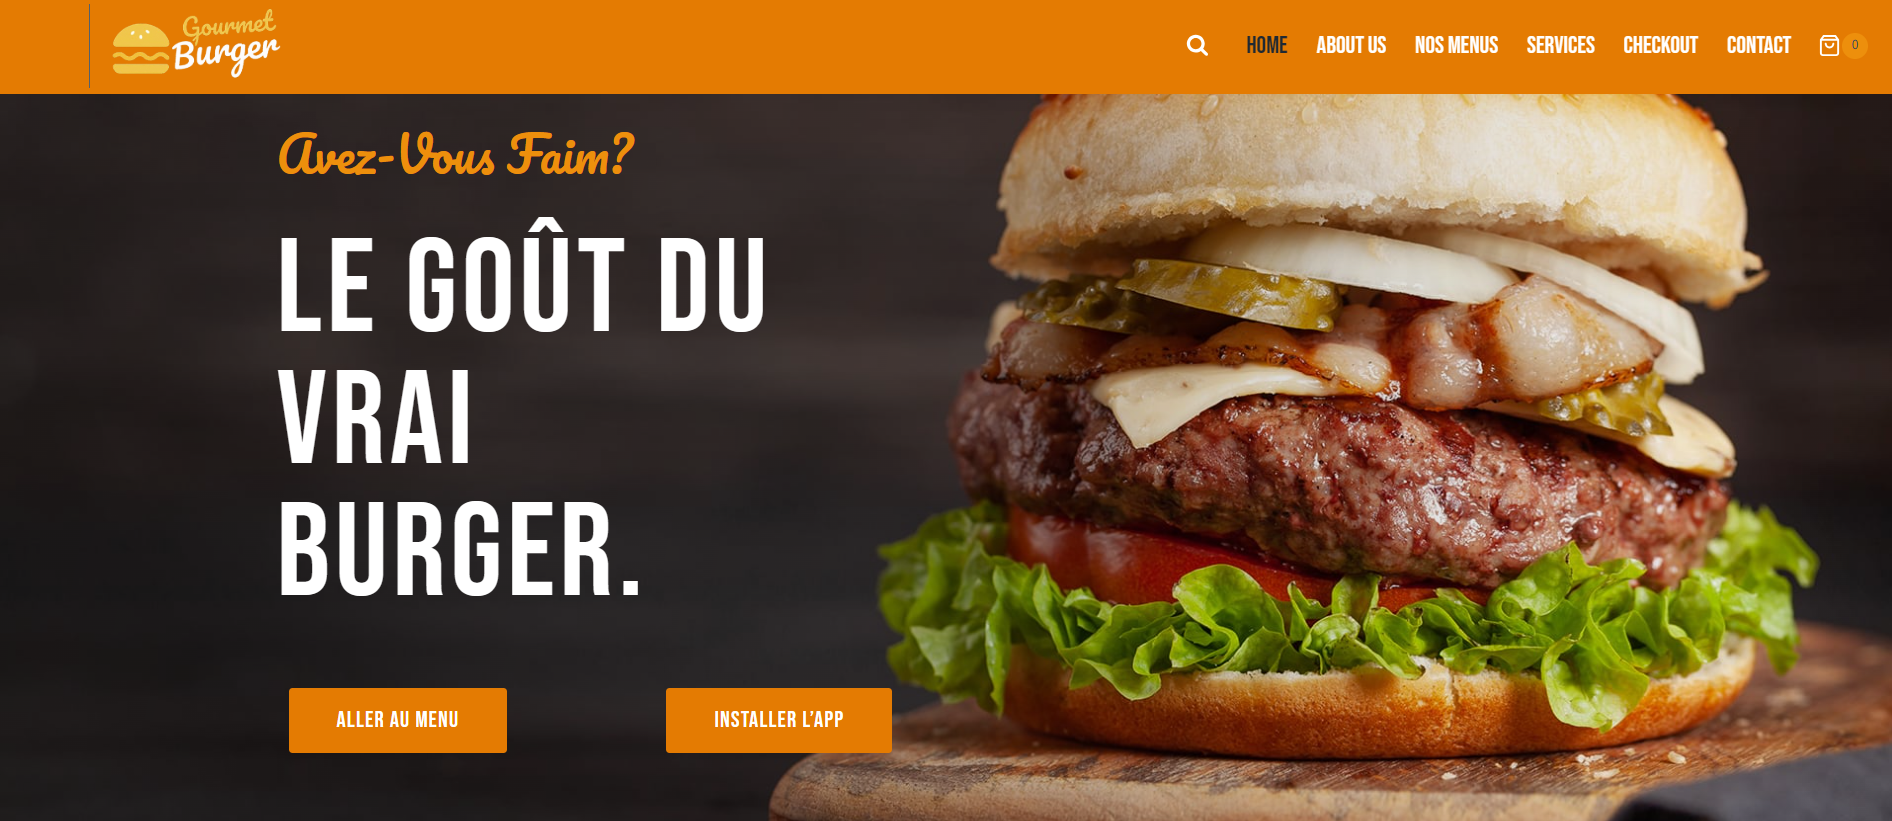 Gourmet
Burger
HOME ABOUT US NOS MENUS SERVICES CHECKOUT CONTACT 0
Avez-Vous Faim?
LE GOÛT DU
VRAI
BURGER.
ALLER AU MENU INSTALLER L’APP